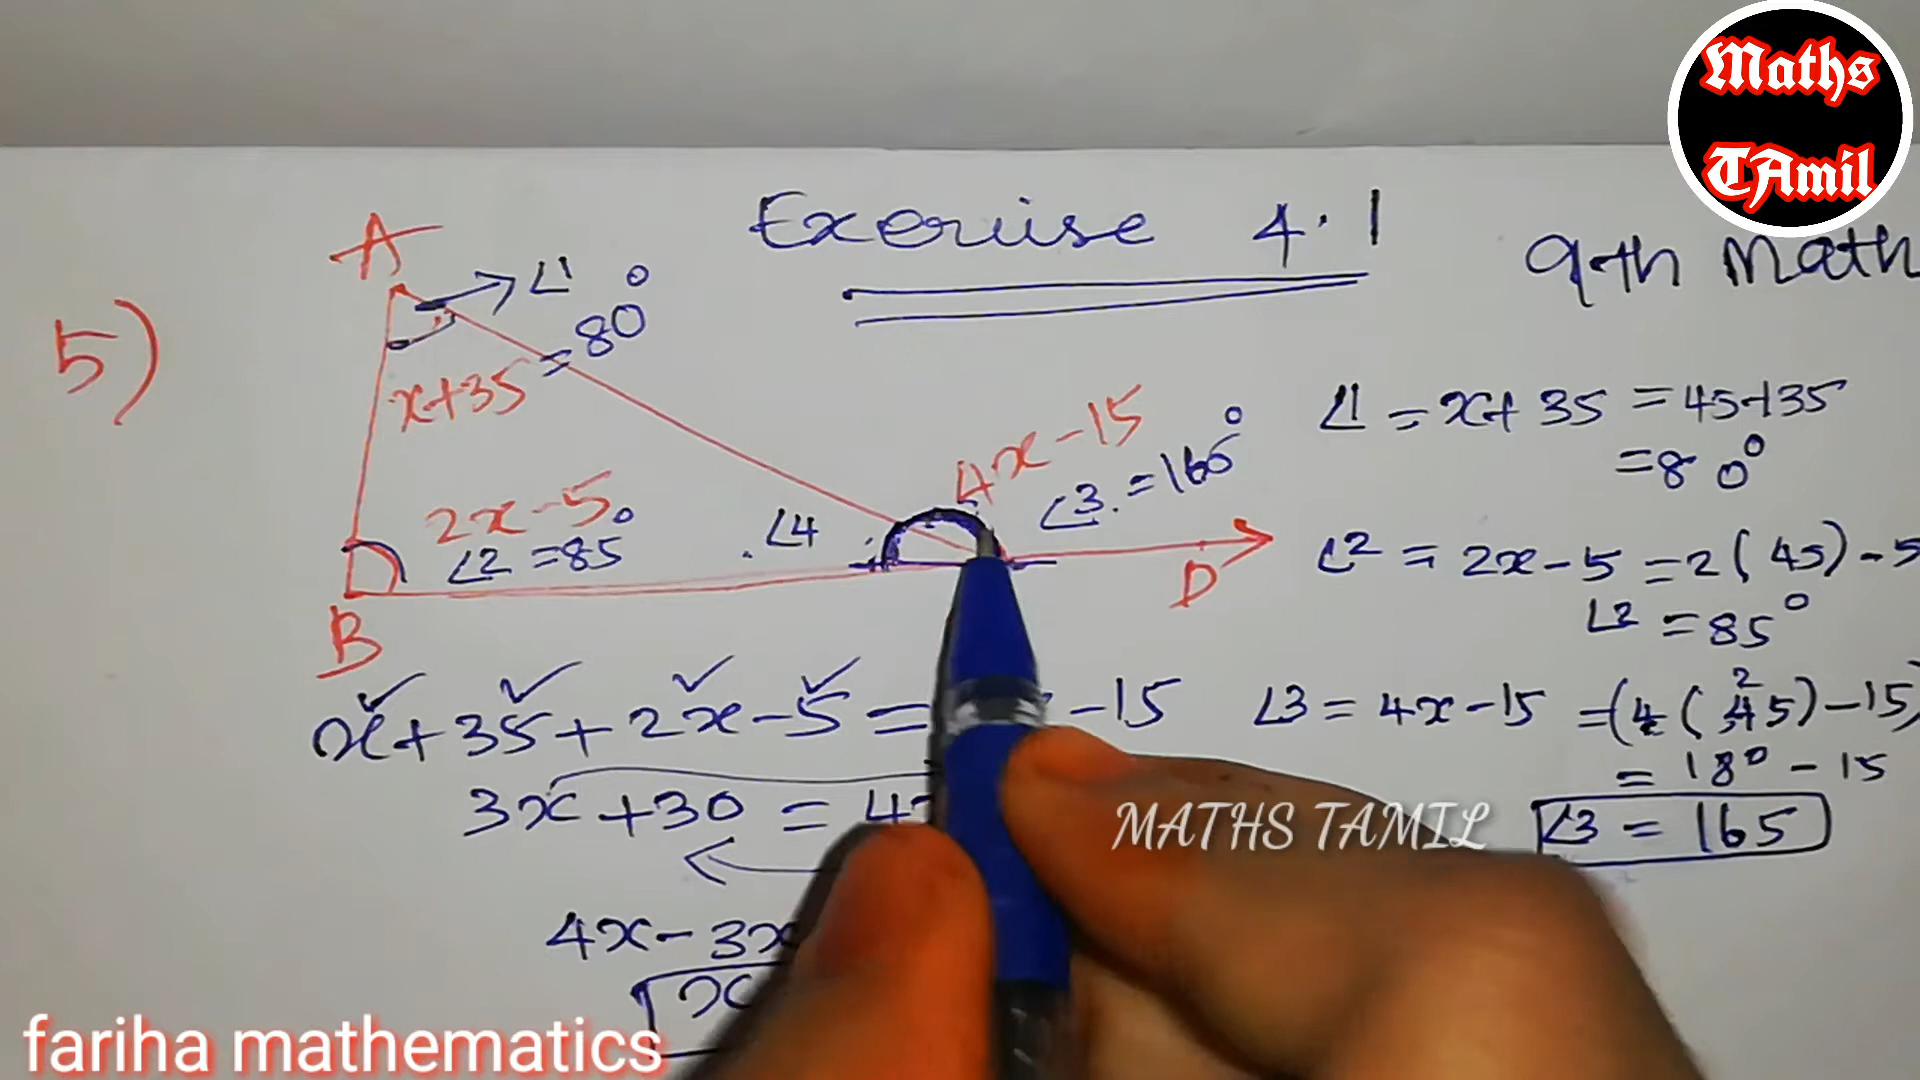 Maths
TAmil
Exercise 4.1
9th Math
5)
A
∠1
= 80°
x+35
4x-15
∠3 = 165°
2x-5
∠2 = 85°
∠4
B
D
∠1 = x+35 = 45+35
= 80°
∠2 = 2x-5 = 2(45)-5
∠2 = 85°
x+35+2x-5 = -15
3x+30 = 4
4x-3x
x
∠3 = 4x-15 = (4(45)-15)
= 180-15
∠3 = 165
MATHS TAMIL
fariha mathematics